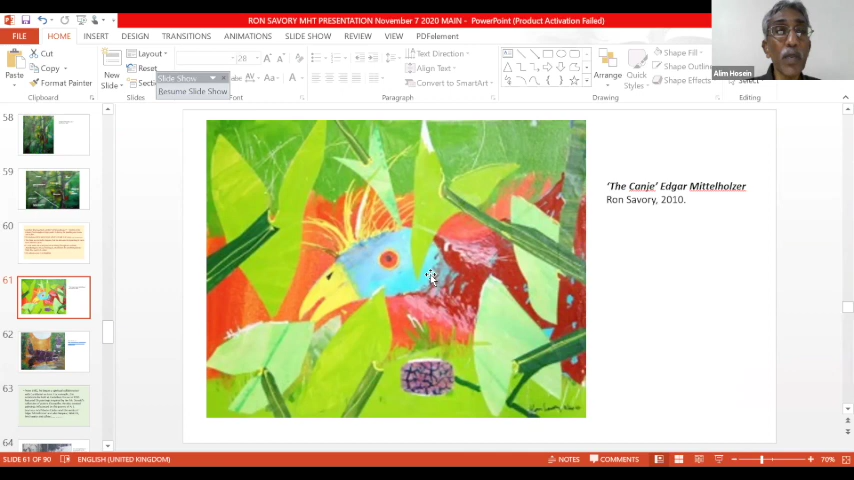 RON SAVORY MHT PRESENTATION November 7 2020 MAIN - PowerPoint (Product Activation Failed)
FILE HOME INSERT DESIGN TRANSITIONS ANIMATIONS SLIDE SHOW REVIEW VIEW PDFelement
Paste
Cut
Copy
Format Painter
Clipboard
New
Slide
Layout
Reset
Slides
Slide Show
Resume Slide Show
28
Font
Text Direction
Align Text
Convert to SmartArt
Paragraph
Arrange
Quick
Styles
Shape Fill
Shape Outline
Shape Effects
Drawing
Alim Hosein
58
59
60
61
62
63
64
'The Canje' Edgar Mittelholzer
Ron Savory, 2010.
SLIDE 61 OF 90 ENGLISH (UNITED KINGDOM) NOTES COMMENTS 70%